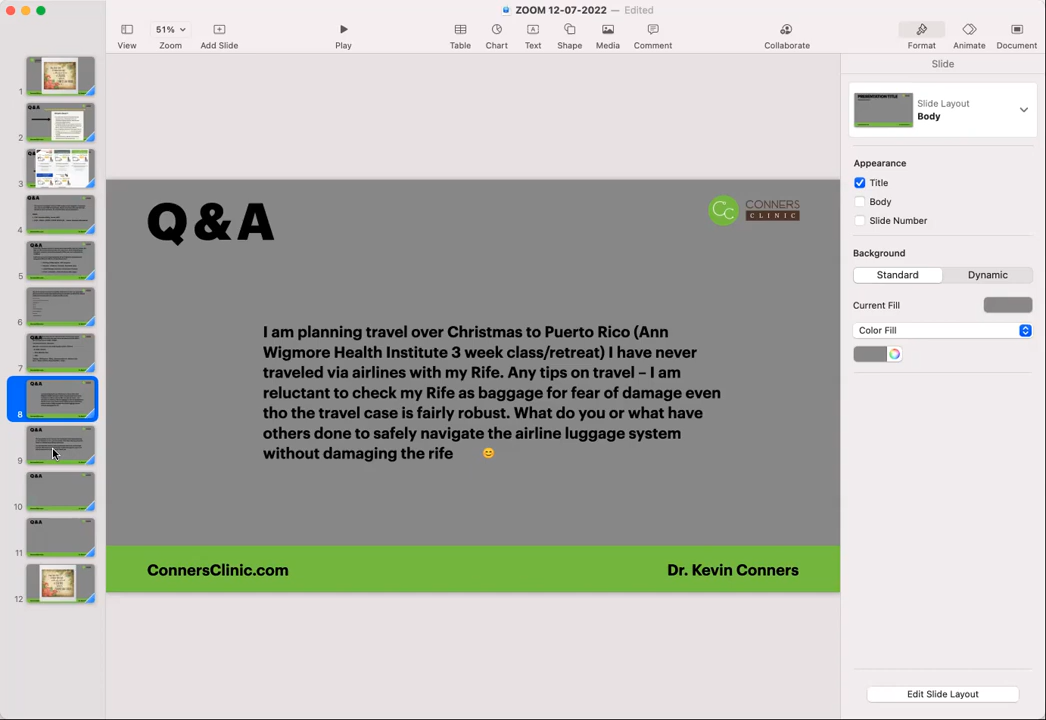 ZOOM 12-07-2022 — Edited
51%
View
Zoom
Add Slide
Play
Table
Chart
Text
Shape
Media
Comment
Collaborate
Format
Animate
Document
1
Q&A
2
3
Q&A
4
Q&A
5
6
Q&A
7
Q&A
8
Q&A
9
Q&A
10
Q&A
11
12
Q&A
CC CONNERS
CLINIC
I am planning travel over Christmas to Puerto Rico (Ann
Wigmore Health Institute 3 week class/retreat) I have never
traveled via airlines with my Rife. Any tips on travel – I am
reluctant to check my Rife as baggage for fear of damage even
tho the travel case is fairly robust. What do you or what have
others done to safely navigate the airline luggage system
without damaging the rife 😊
ConnersClinic.com
Dr. Kevin Conners
Slide
PRESENTATION TITLE
Slide Layout
Body
Appearance
Title
Body
Slide Number
Background
Standard
Dynamic
Current Fill
Color Fill
Edit Slide Layout